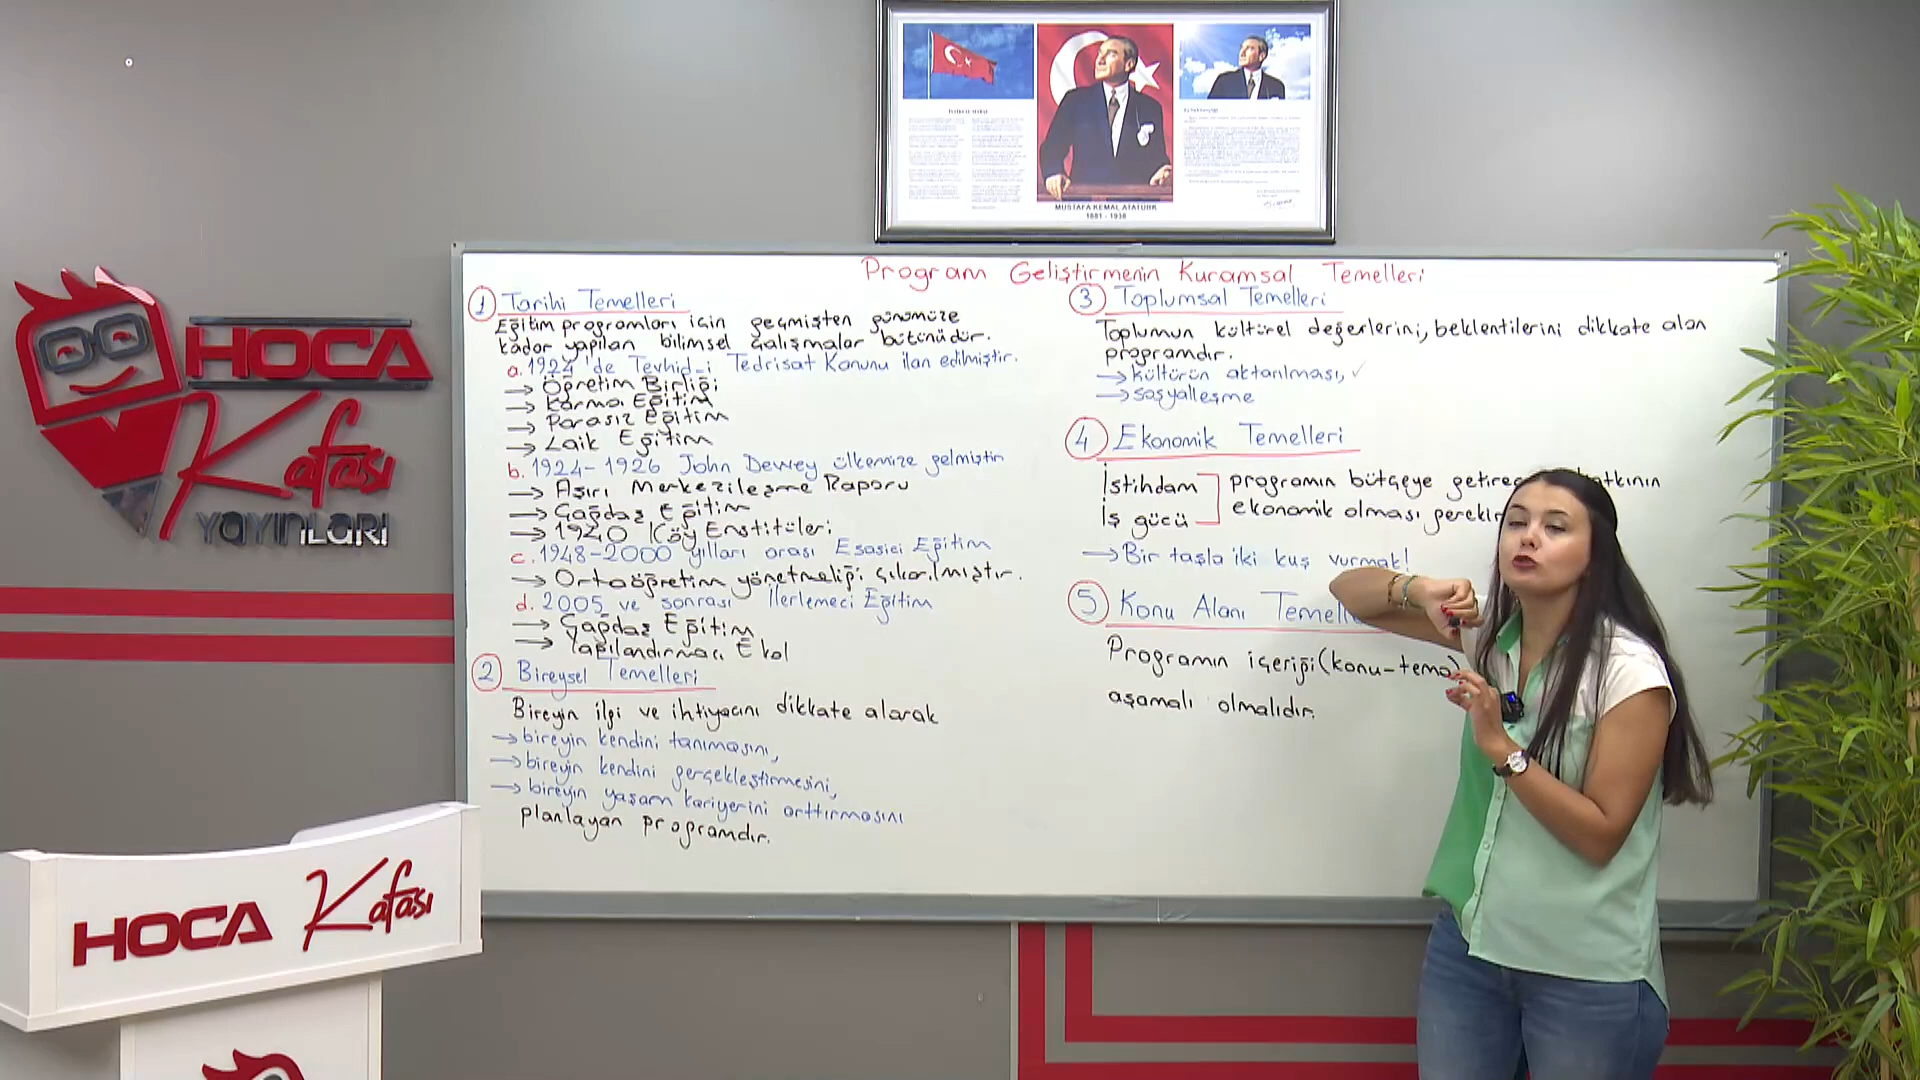 MUSTAFA KEMAL ATATÜRK
1881 - 1938
HOCA
Kafası
YAYINLARI
Program Geliştirmenin Kuramsal Temelleri
1 Tarihi Temelleri
Eğitim programları için geçmişten günümüze
kadar yapılan bilimsel çalışmalar bütünüdür.
a. 1924'de Tevhid-i Tedrisat Kanunu ilan edilmiştir.
→ Öğretim Birliği
→ Karma Eğitim
→ Parasız Eğitim
→ Laik Eğitim
b. 1924-1926 John Dewey ülkemize gelmiştir
→ Aşırı Merkezileşme Raporu
→ Çağdaş Eğitim
→ 1940 Köy Enstitüleri
c. 1948-2000 yılları arası Esasici Eğitim
→ Ortaöğretim yönetmeliği çıkarılmıştır.
d. 2005 ve sonrası İlerlemeci Eğitim
→ Çağdaş Eğitim
→ Yapılandırmacı Ekol
2 Bireysel Temelleri
Bireyin ilgi ve ihtiyacını dikkate alarak
→ bireyin kendini tanımasını,
→ bireyin kendini gerçekleştirmesini,
→ bireyin yaşam kariyerini arttırmasını
planlayan programdır.
3 Toplumsal Temelleri
Toplumun kültürel değerlerini, beklentilerini dikkate alan
programdır.
→ kültürün aktarılması, ✓
→ sosyalleşme
4 Ekonomik Temelleri
İstihdam programın bütçeye getirec atkının
İş gücü ekonomik olması gerekir
→ Bir taşla iki kuş vurmak!
5 Konu Alanı Temell
Programın içeriği (konu-tema)
aşamalı olmalıdır.
HOCA Kafası